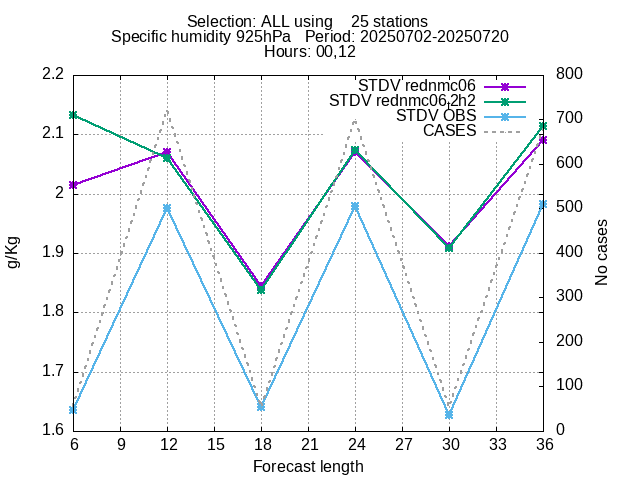 Selection: ALL using    25 stations
Specific humidity 925hPa   Period: 20250702-20250720
Hours: 00,12
STDV rednmc06
STDV rednmc06,2h2
STDV OBS
CASES
2.2
2.1
2
1.9
1.8
1.7
1.6
g/Kg
800
700
600
500
400
300
200
100
0
No cases
6 9 12 15 18 21 24 27 30 33 36
Forecast length